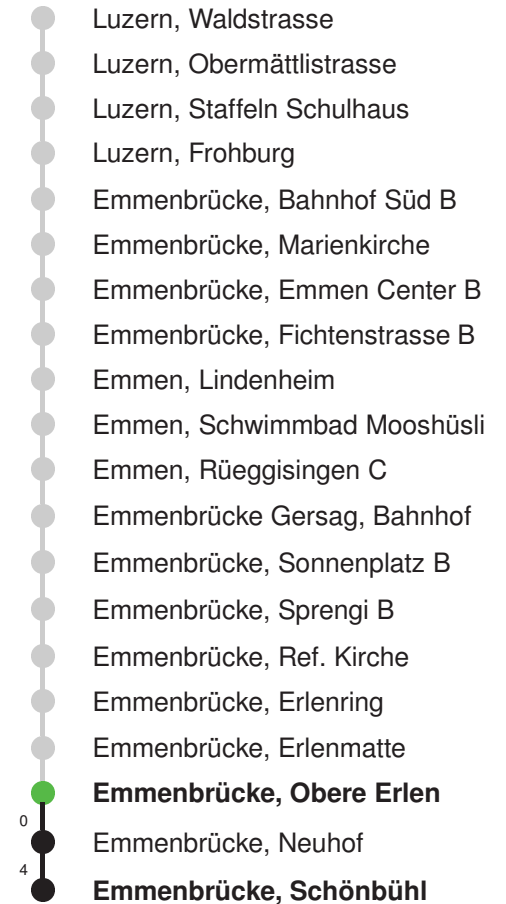 Luzern, Waldstrasse
Luzern, Obermättlistrasse
Luzern, Staffeln Schulhaus
Luzern, Frohburg
Emmenbrücke, Bahnhof Süd B
Emmenbrücke, Marienkirche
Emmenbrücke, Emmen Center B
Emmenbrücke, Fichtenstrasse B
Emmen, Lindenheim
Emmen, Schwimmbad Mooshüsli
Emmen, Rüeggisingen C
Emmenbrücke Gersag, Bahnhof
Emmenbrücke, Sonnenplatz B
Emmenbrücke, Sprengi B
Emmenbrücke, Ref. Kirche
Emmenbrücke, Erlenring
Emmenbrücke, Erlenmatte
Emmenbrücke, Obere Erlen
0
Emmenbrücke, Neuhof
4
Emmenbrücke, Schönbühl